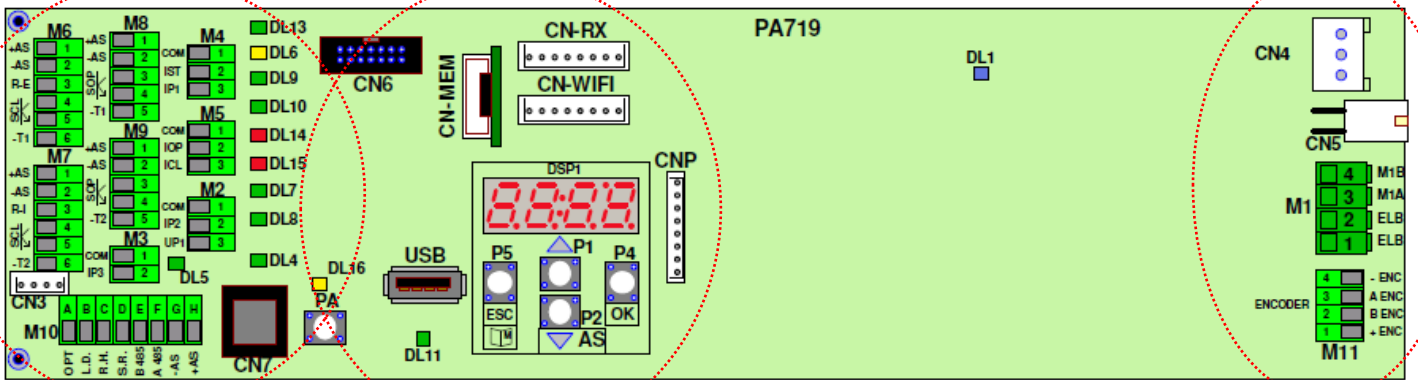 PA719
M6
+AS 1
-AS 2
R-E 3
SCL 4
5
-T1 6
M7
+AS 1
-AS 2
R-I 3
SCL 4
5
-T2 6
CN3
M8
+AS 1
-AS 2
SOP 3
4
-T1 5
M9
+AS 1
-AS 2
SOP 3
4
-T2 5
M3
COM 1
IP3 2
M4
COM 1
IST 2
IP1 3
M5
COM 1
IOP 2
ICL 3
M2
COM 1
IP2 2
UP1 3
DL5
DL13
DL6
DL9
DL10
DL14
DL15
DL7
DL8
DL4
DL16
PA
M10
A B C D E F G H
OPT
L.D.
R.H.
S.R.
B485
A 485
-AS
+AS
CN7
CN6
CN-MEM
CN-RX
CN-WIFI
USB
DL11
DSP1
8.8:8.8
P5
P1
P4
ESC
P2
OK
M
AS
CNP
DL1
CN4
CN5
M1
4 M1B
3 M1A
2 ELB
1 ELB
ENCODER
4 - ENC
3 A ENC
2 B ENC
1 + ENC
M11